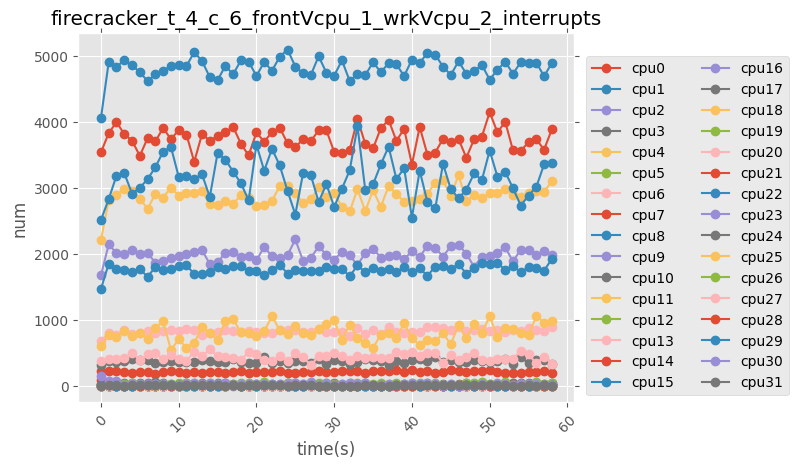 firecracker_t_4_c_6_frontVcpu_1_wrkVcpu_2_interrupts
num
5000
4000
3000
2000
1000
0
0
10
20
30
40
50
60
time(s)
cpu0
cpu1
cpu2
cpu3
cpu4
cpu5
cpu6
cpu7
cpu8
cpu9
cpu10
cpu11
cpu12
cpu13
cpu14
cpu15
cpu16
cpu17
cpu18
cpu19
cpu20
cpu21
cpu22
cpu23
cpu24
cpu25
cpu26
cpu27
cpu28
cpu29
cpu30
cpu31